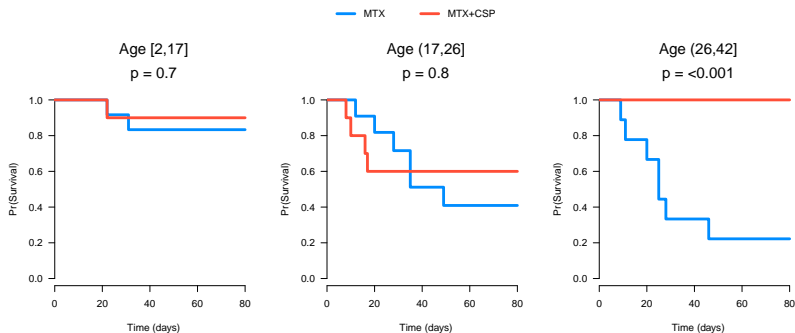 MTX MTX+CSP
Age [2,17]
p = 0.7
Pr(Survival)
1.0
0.8
0.6
0.4
0.2
0.0
0 20 40 60 80
Time (days)
Age (17,26]
p = 0.8
Pr(Survival)
1.0
0.8
0.6
0.4
0.2
0.0
0 20 40 60 80
Time (days)
Age (26,42]
p = <0.001
Pr(Survival)
1.0
0.8
0.6
0.4
0.2
0.0
0 20 40 60 80
Time (days)